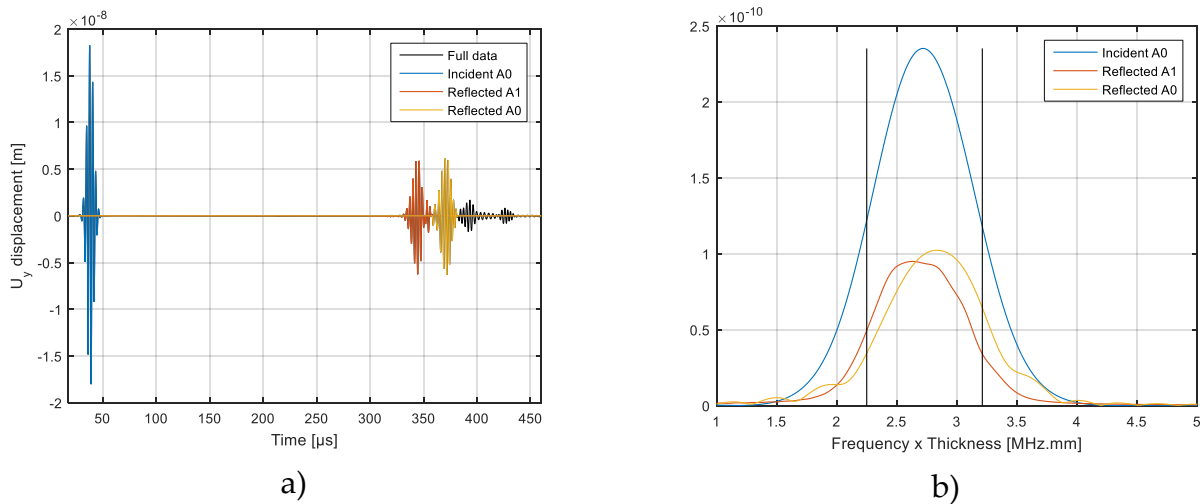 ×10⁻⁸
2
1.5
1
0.5
0
-0.5
-1
-1.5
-2
U_y displacement [m]
50 100 150 200 250 300 350 400 450
Time [µs]
Full data
Incident A0
Reflected A1
Reflected A0
a)
×10⁻¹⁰
2.5
2
1.5
1
0.5
0
1 1.5 2 2.5 3 3.5 4 4.5 5
Frequency x Thickness [MHz.mm]
Incident A0
Reflected A1
Reflected A0
b)